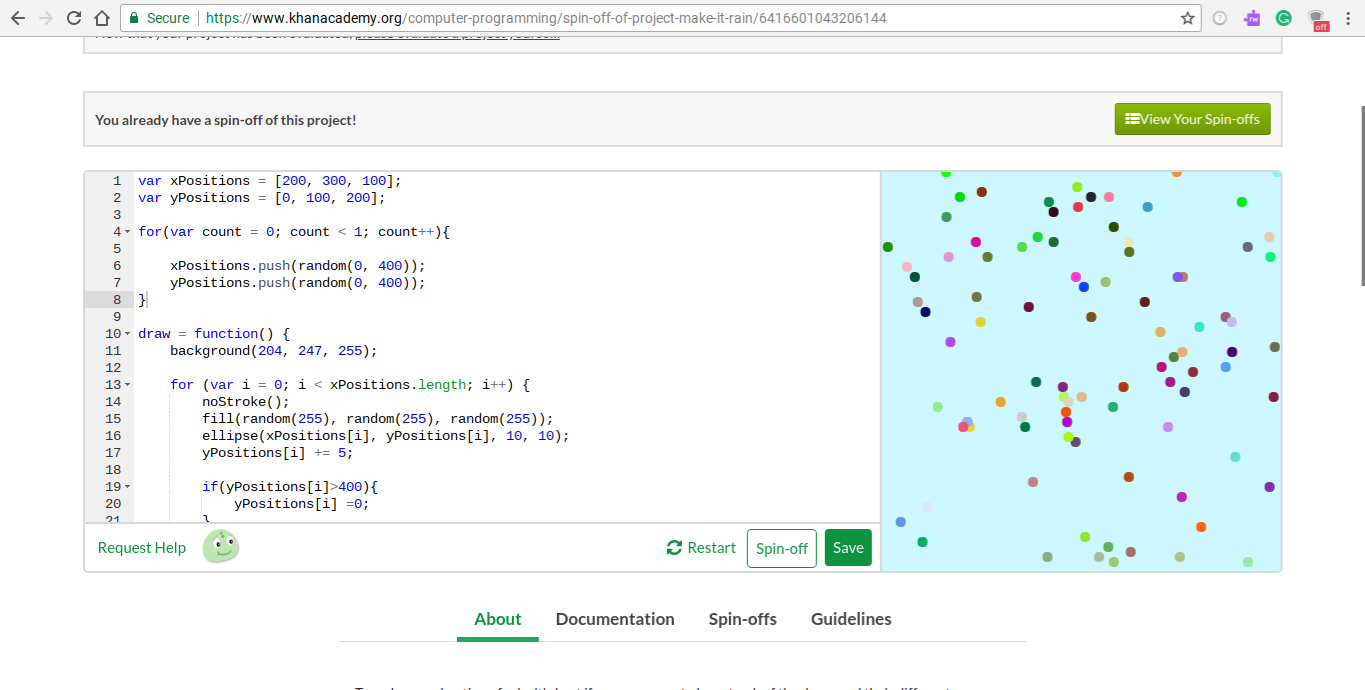 Secure https://www.khanacademy.org/computer-programming/spin-off-of-project-make-it-rain/6416601043206144
off
You already have a spin-off of this project!
View Your Spin-offs
1 var xPositions = [200, 300, 100];
2 var yPositions = [0, 100, 200];
3
4 for(var count = 0; count < 1; count++){
5
6 xPositions.push(random(0, 400));
7 yPositions.push(random(0, 400));
8 }
9
10 draw = function() {
11 background(204, 247, 255);
12
13 for (var i = 0; i < xPositions.length; i++) {
14 noStroke();
15 fill(random(255), random(255), random(255));
16 ellipse(xPositions[i], yPositions[i], 10, 10);
17 yPositions[i] += 5;
18
19 if(yPositions[i]>400){
20 yPositions[i] =0;
21 }
Request Help
Restart
Spin-off
Save
About Documentation Spin-offs Guidelines